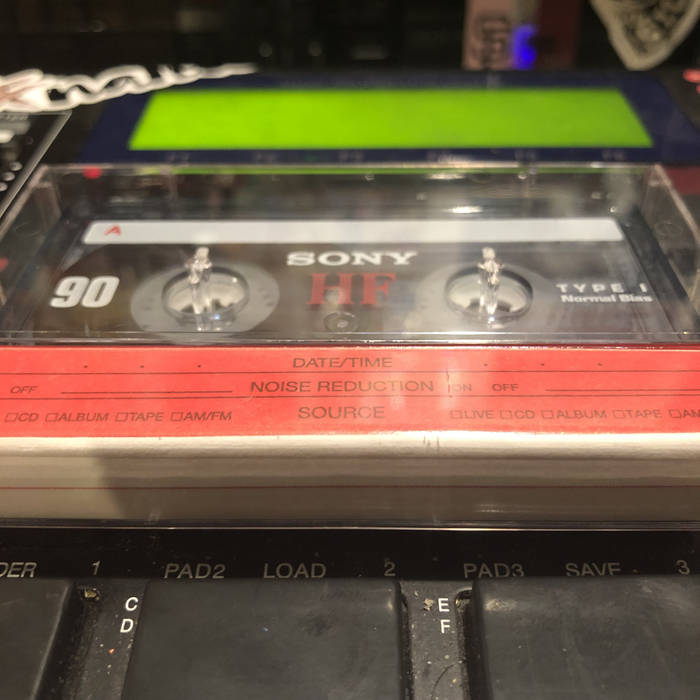 A
SONY
90 HF TYPE I
Normal Bias
DATE/TIME
OFF NOISE REDUCTION ON OFF
☐CD ☐ALBUM ☐TAPE ☐AM/FM SOURCE ☐LIVE ☐CD ☐ALBUM ☐TAPE
1 PAD2 LOAD 2 PAD3 SAVE 3
C E
D F